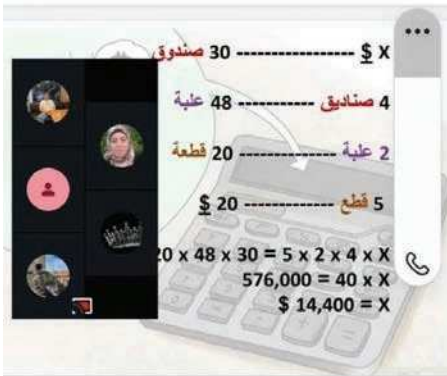 X $ ------------------ 30 صندوق
4 صناديق ------------ 48 علبة
2 علبة -------------- 20 قطعة
5 قطع -------------- 20 $
20 x 48 x 30 = 5 x 2 x 4 x X
576,000 = 40 x X
$ 14,400 = X